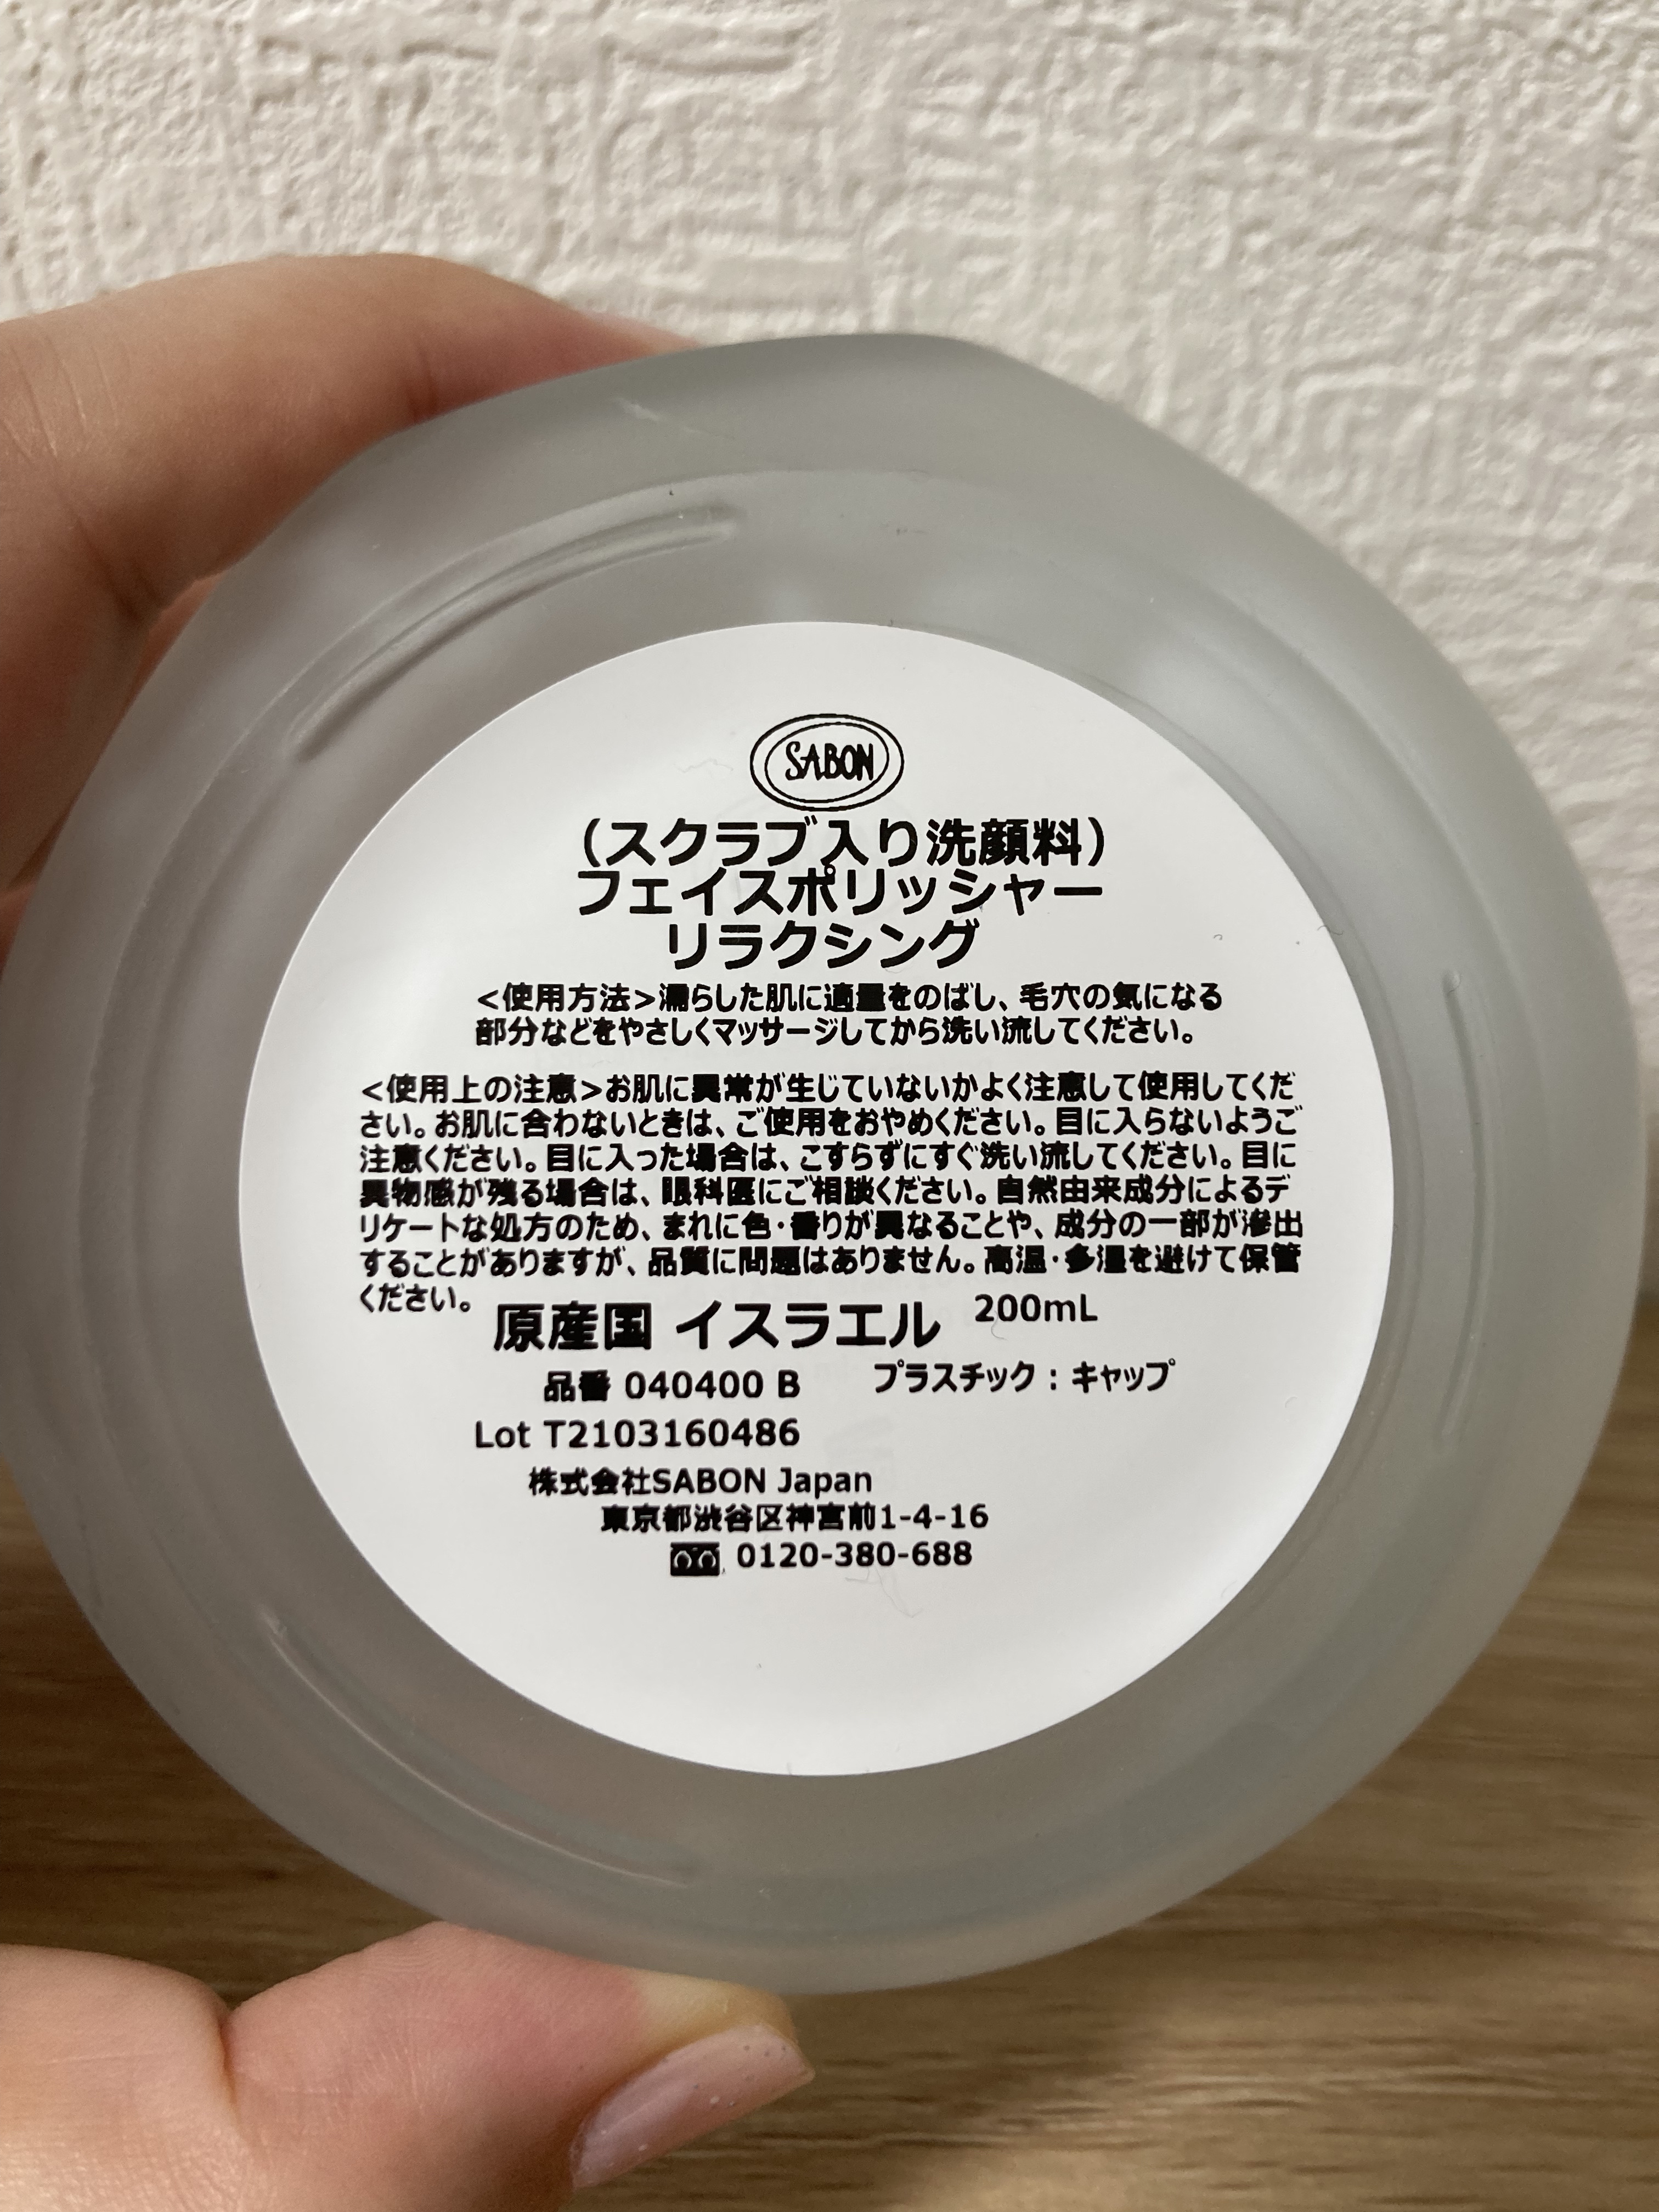 SABON
（スクラブ入り洗顔料）
フェイスポリッシャー
リラクシング
＜使用方法＞濡らした肌に適量をのばし、毛穴の気になる
部分などをやさしくマッサージしてから洗い流してください。
＜使用上の注意＞お肌に異常が生じていないかよく注意して使用してくだ
さい。お肌に合わないときは、ご使用をおやめください。目に入らないようご
注意ください。目に入った場合は、こすらずにすぐ洗い流してください。目に
異物感が残る場合は、眼科医にご相談ください。自然由来成分によるデ
リケートな処方のため、まれに色・香りが異なることや、成分の一部が滲出
することがありますが、品質に問題はありません。高温・多湿を避けて保管
ください。
原産国 イスラエル 200mL
品番 040400 B プラスチック：キャップ
Lot T2103160486
株式会社SABON Japan
東京都渋谷区神宮前1-4-16
0120-380-688